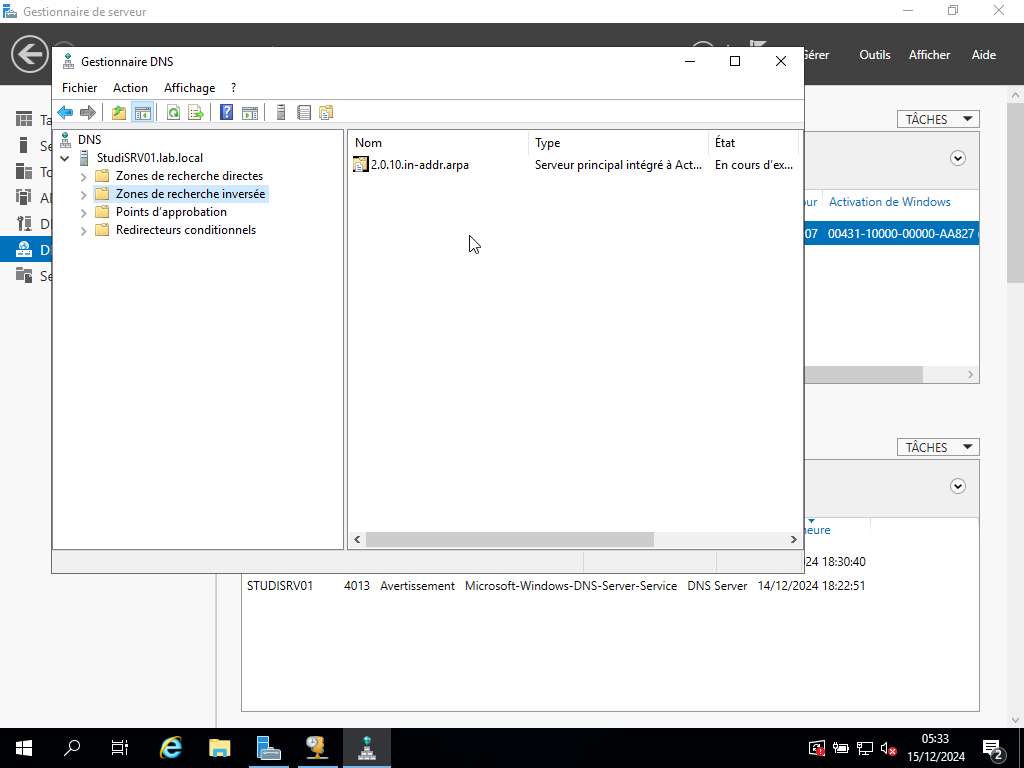 Gestionnaire de serveur
Gérer Outils Afficher Aide
Gestionnaire DNS
Fichier Action Affichage ?
TÂCHES
DNS
StudiSRV01.lab.local
Zones de recherche directes
Zones de recherche inversée
Points d'approbation
Redirecteurs conditionnels
Nom Type État
2.0.10.in-addr.arpa Serveur principal intégré à Act... En cours d'ex...
Ta
Se
To
AD
DH
D
Se
our Activation de Windows
07 00431-10000-00000-AA827
TÂCHES
heure
24 18:30:40
STUDISRV01 4013 Avertissement Microsoft-Windows-DNS-Server-Service DNS Server 14/12/2024 18:22:51
05:33
15/12/2024
2